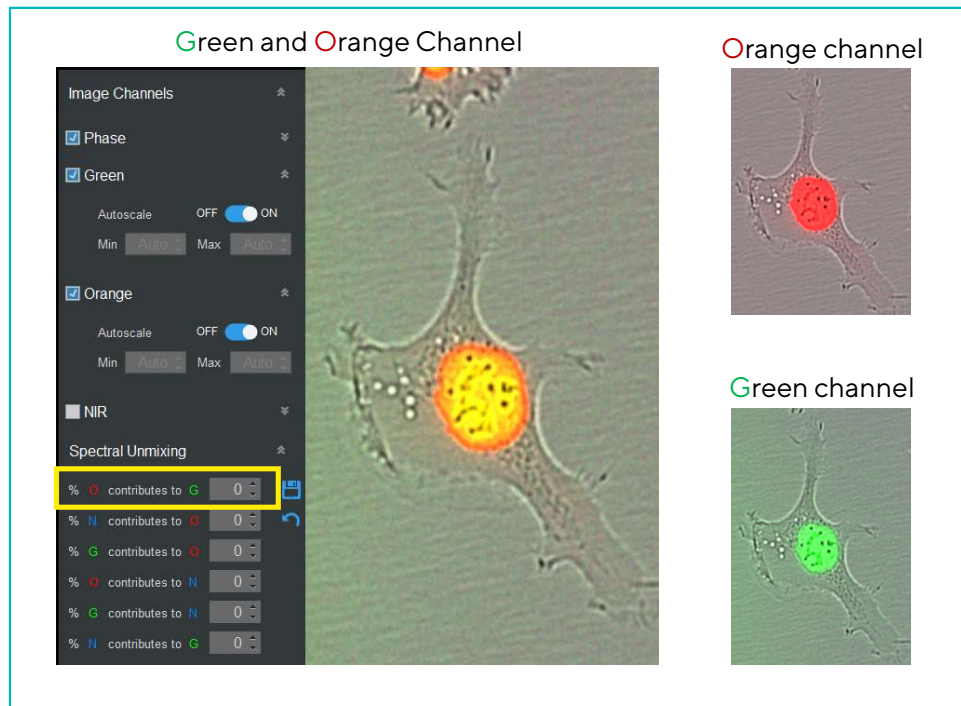 Green and Orange Channel
Image Channels
Phase
Green
Autoscale OFF ON
Min Auto Max Auto
Orange
Autoscale OFF ON
Min Auto Max Auto
NIR
Spectral Unmixing
% O contributes to G 0
% N contributes to O 0
% G contributes to O 0
% O contributes to N 0
% G contributes to N 0
% N contributes to G 0
Orange channel
Green channel